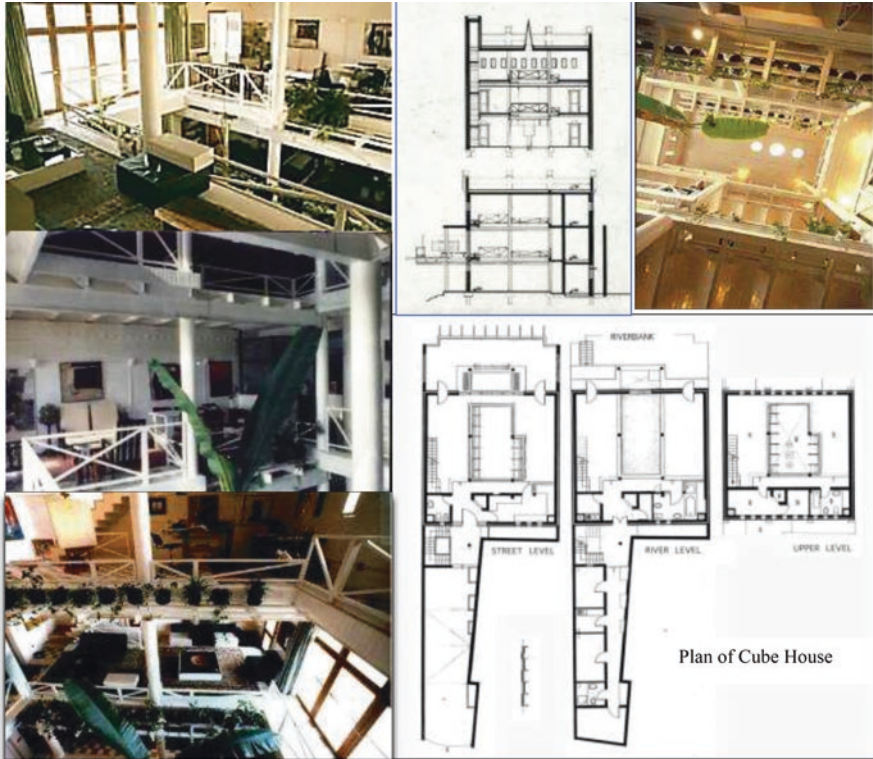 RIVERBANK
STREET LEVEL
RIVER LEVEL
UPPER LEVEL
Plan of Cube House